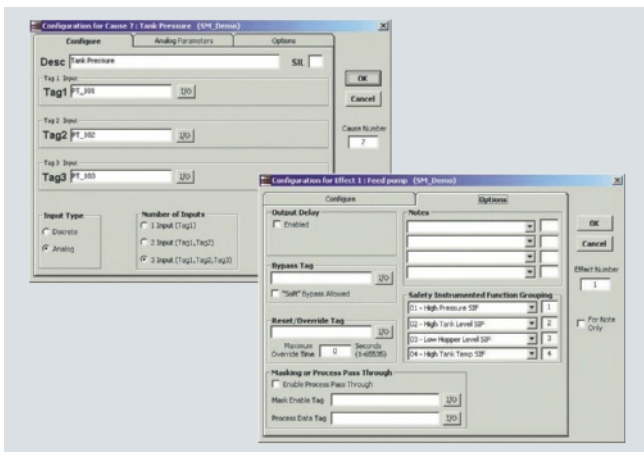 Configuration for Cause 7 : Tank Pressure (SM_Demo)
Configure
Analog Parameters
Options
Desc Tank Pressure
SIL
OK
Cancel
Cause Number
7
Tag 1 Input
Tag1 PT_101 I/O
Tag 2 Input
Tag2 PT_102 I/O
Tag 3 Input
Tag3 PT_103 I/O
Input Type
Discrete
Analog
Number of Inputs
1 Input (Tag1)
2 Input (Tag1,Tag2)
3 Input (Tag1,Tag2,Tag3)
Configuration for Effect 1 : Feed pump (SM_Demo)
Configure
Options
Output Delay
Enabled
Bypass Tag
I/O
"Soft" Bypass Allowed
Reset/Override Tag
I/O
Maximum Override Time 0 Seconds (1-65535)
Notes
Safety Instrumented Function Grouping
01 - High Pressure SIF 1
02 - High Tank Level SIF 2
03 - Low Hopper Level SIF 3
04 - High Tank Temp SIF 4
Masking or Process Pass Through
Enable Process Pass Through
Mask Enable Tag I/O
Process Data Tag I/O
OK
Cancel
Effect Number
1
For Note Only